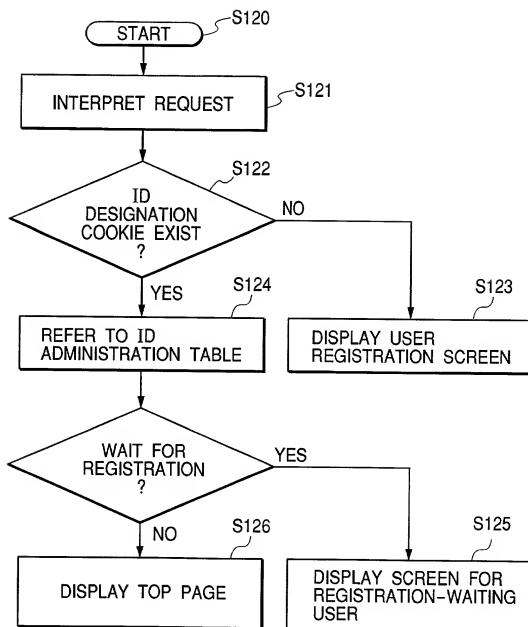 START
S120
INTERPRET REQUEST
S121
S122
ID
DESIGNATION
COOKIE EXIST
?
NO
YES
S124
S123
REFER TO ID
ADMINISTRATION TABLE
DISPLAY USER
REGISTRATION SCREEN
WAIT FOR
REGISTRATION
?
YES
NO
S126
S125
DISPLAY TOP PAGE
DISPLAY SCREEN FOR
REGISTRATION-WAITING
USER